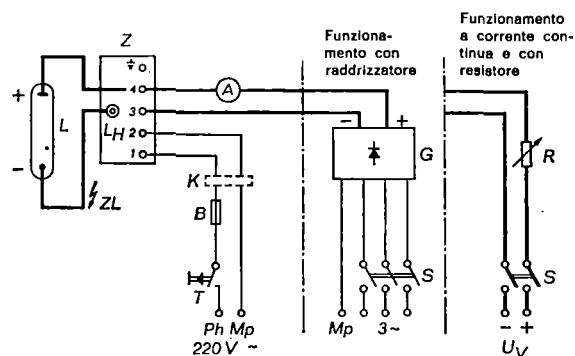 Funziona-
mento con
raddrizzatore
Funzionamento
a corrente con-
tinua e con
resistore
Z
4
A
+
3
L
LH
2
1
-
ZL
K
B
T
Ph Mp
220 V ~
- +
G
S
Mp 3~
R
S
- +
UV